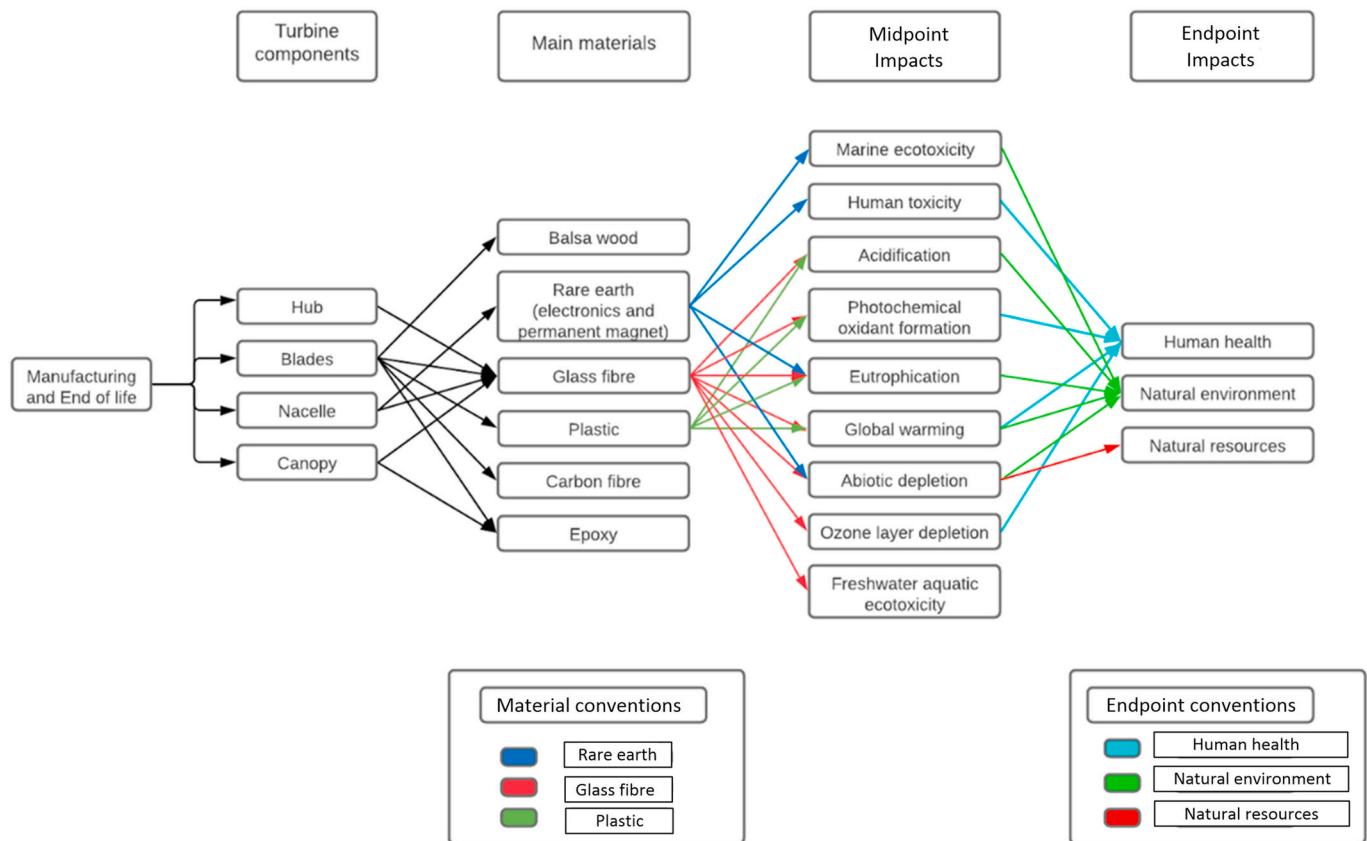 Turbine
components
Main materials
Midpoint
Impacts
Endpoint
Impacts
Manufacturing
and End of life
Hub
Blades
Nacelle
Canopy
Balsa wood
Rare earth
(electronics and
permanent magnet)
Glass fibre
Plastic
Carbon fibre
Epoxy
Marine ecotoxicity
Human toxicity
Acidification
Photochemical
oxidant formation
Eutrophication
Global warming
Abiotic depletion
Ozone layer depletion
Freshwater aquatic
ecotoxicity
Human health
Natural environment
Natural resources
Material conventions
Rare earth
Glass fibre
Plastic
Endpoint conventions
Human health
Natural environment
Natural resources